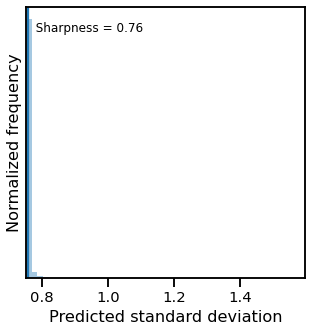 Sharpness = 0.76
Normalized frequency
0.8 1.0 1.2 1.4
Predicted standard deviation